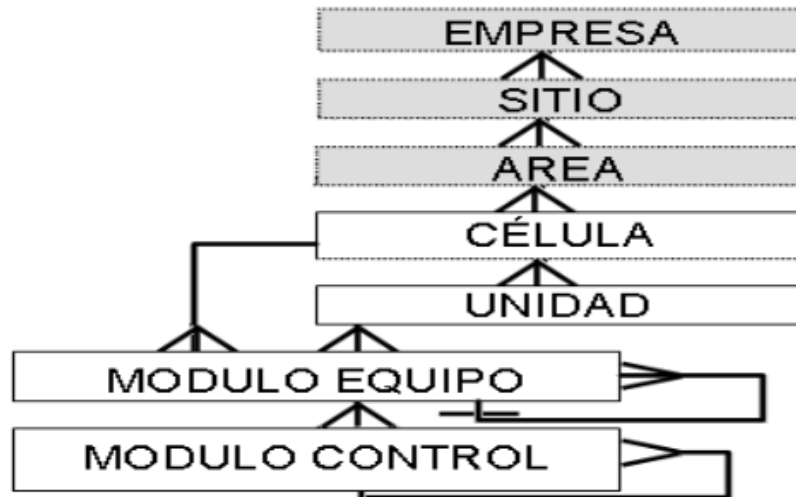 EMPRESA
SITIO
AREA
CÉLULA
UNIDAD
MODULO EQUIPO
MODULO CONTROL